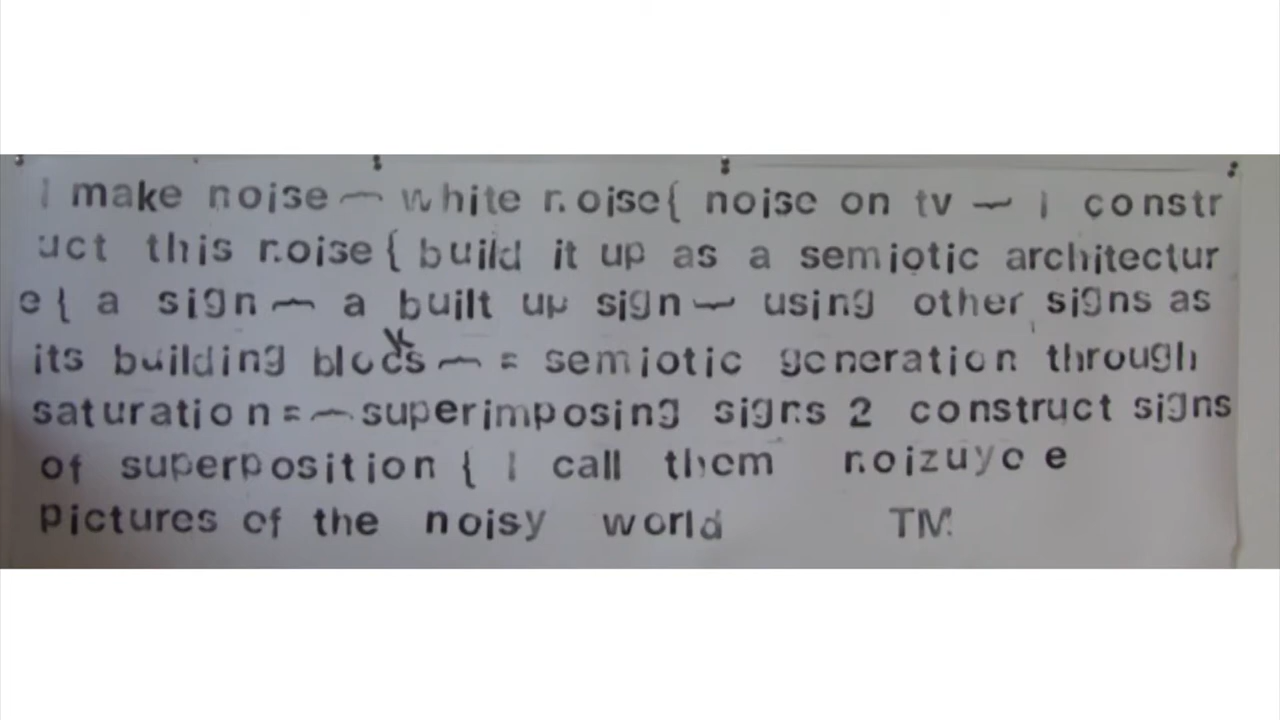 I make noise ~ white noise { noise on tv ~ I constr
uct this noise { build it up as a semiotic architectur
e { a sign ~ a built up sign ~ using other signs as
its building blocks ~ = semiotic generation through
saturation = ~ superimposing signs 2 construct signs
of superposition { I call them noizuyce
pictures of the noisy world TM